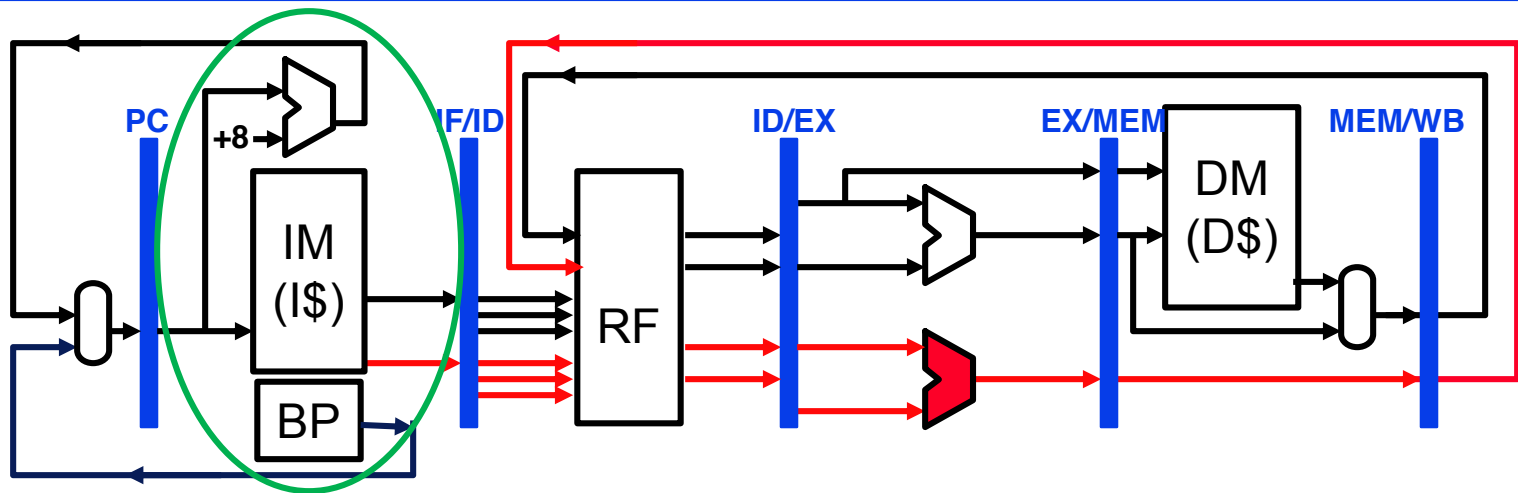 PC
IF/ID
ID/EX
EX/MEM
MEM/WB
+8
IM
(I$)
BP
RF
DM
(D$)